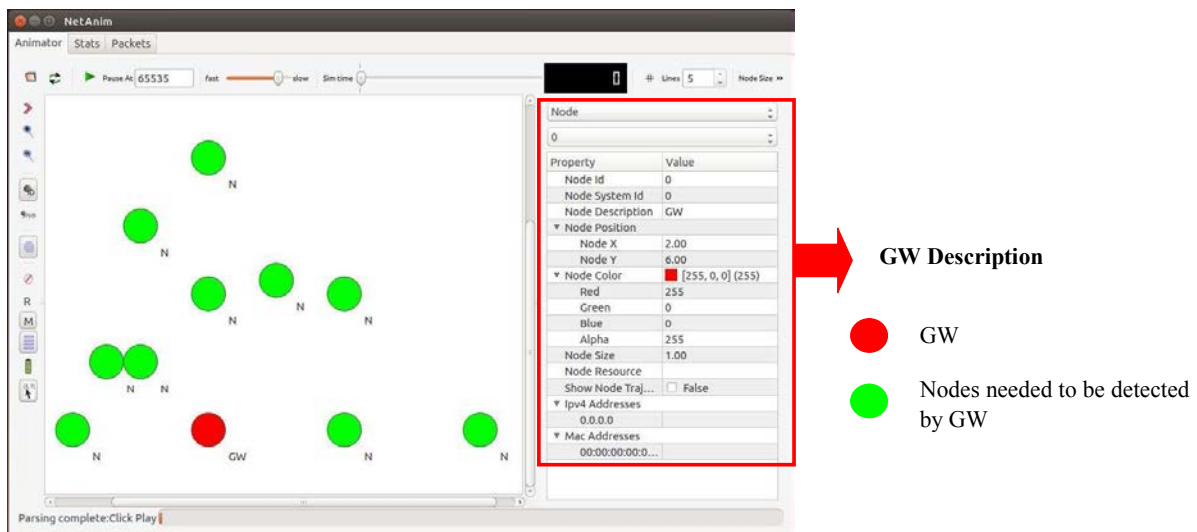 NetAnim
Animator Stats Packets
Pause At 65535 fast slow Sim time 0 # Lines 5 Node Size »
Node
0
Property Value
Node Id 0
Node System Id 0
Node Description GW
Node Position
Node X 2.00
Node Y 6.00
Node Color [255, 0, 0] (255)
Red 255
Green 0
Blue 0
Alpha 255
Node Size 1.00
Node Resource
Show Node Traj... False
Ipv4 Addresses
0.0.0.0
Mac Addresses
00:00:00:00:0...
R
M
N
N
N
N
N
N
N
N
GW
N
N
Parsing complete:Click Play
GW Description
GW
Nodes needed to be detected
by GW